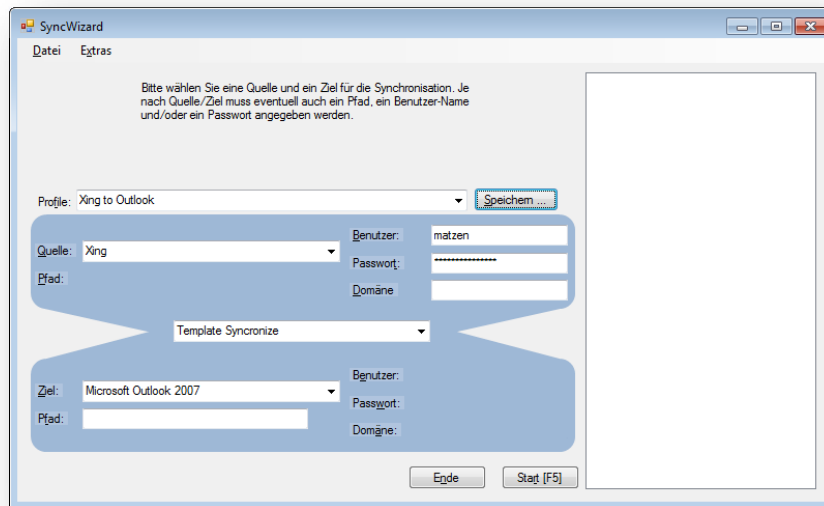 SyncWizard
Datei Extras
Bitte wählen Sie eine Quelle und ein Ziel für die Synchronisation. Je
nach Quelle/Ziel muss eventuell auch ein Pfad, ein Benutzer-Name
und/oder ein Passwort angegeben werden.
Profile: Xing to Outlook Speichern ...
Quelle: Xing
Benutzer: matzen
Pfad:
Passwort: ***************
Domäne
Template Syncronize
Ziel: Microsoft Outlook 2007
Benutzer:
Pfad:
Passwort:
Domäne:
Ende Start [F5]